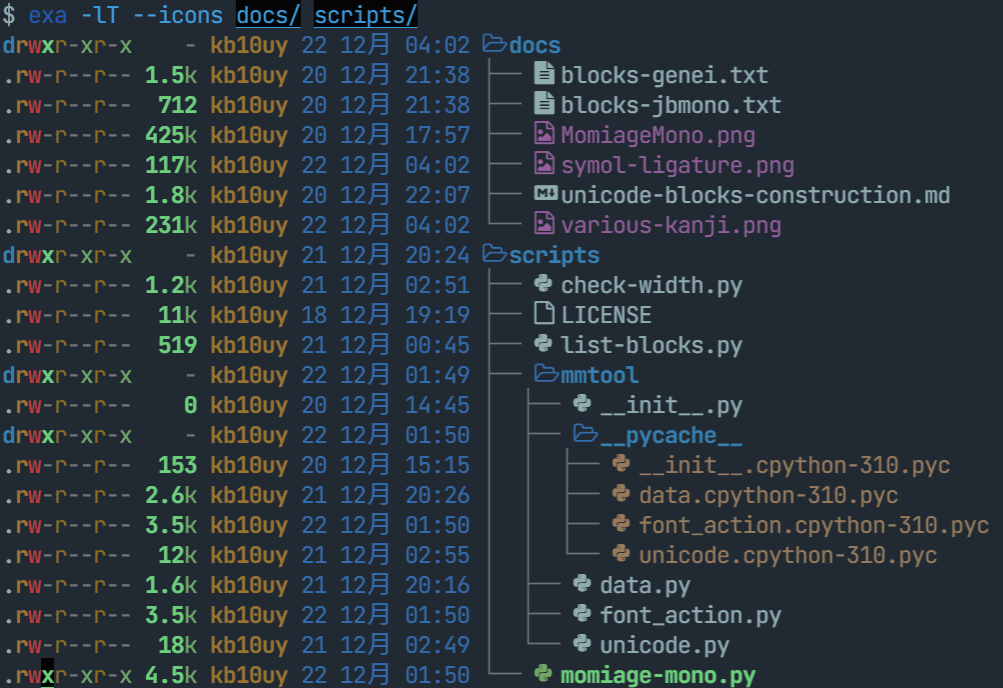 $ exa -lT --icons docs/ scripts/
drwxr-xr-x - kb10uy 22 12月 04:02 docs
.rw-r--r-- 1.5k kb10uy 20 12月 21:38 ├── blocks-genei.txt
.rw-r--r-- 712 kb10uy 20 12月 21:38 ├── blocks-jbmono.txt
.rw-r--r-- 425k kb10uy 20 12月 17:57 ├── MomiageMono.png
.rw-r--r-- 117k kb10uy 22 12月 04:02 ├── symol-ligature.png
.rw-r--r-- 1.8k kb10uy 20 12月 22:07 ├── unicode-blocks-construction.md
.rw-r--r-- 231k kb10uy 22 12月 04:02 └── various-kanji.png
drwxr-xr-x - kb10uy 21 12月 20:24 scripts
.rw-r--r-- 1.2k kb10uy 21 12月 02:51 ├── check-width.py
.rw-r--r-- 11k kb10uy 18 12月 19:19 ├── LICENSE
.rw-r--r-- 519 kb10uy 21 12月 00:45 ├── list-blocks.py
drwxr-xr-x - kb10uy 22 12月 01:49 ├── mmtool
.rw-r--r-- 0 kb10uy 20 12月 14:45 │ ├── __init__.py
drwxr-xr-x - kb10uy 22 12月 01:50 │ ├── __pycache__
.rw-r--r-- 153 kb10uy 20 12月 15:15 │ │ ├── __init__.cpython-310.pyc
.rw-r--r-- 2.6k kb10uy 21 12月 20:26 │ │ ├── data.cpython-310.pyc
.rw-r--r-- 3.5k kb10uy 22 12月 01:50 │ │ ├── font_action.cpython-310.pyc
.rw-r--r-- 12k kb10uy 21 12月 02:55 │ │ └── unicode.cpython-310.pyc
.rw-r--r-- 1.6k kb10uy 21 12月 20:16 │ ├── data.py
.rw-r--r-- 3.5k kb10uy 22 12月 01:50 │ ├── font_action.py
.rw-r--r-- 18k kb10uy 21 12月 02:49 │ └── unicode.py
.rwxr-xr-x 4.5k kb10uy 22 12月 01:50 └── momiage-mono.py